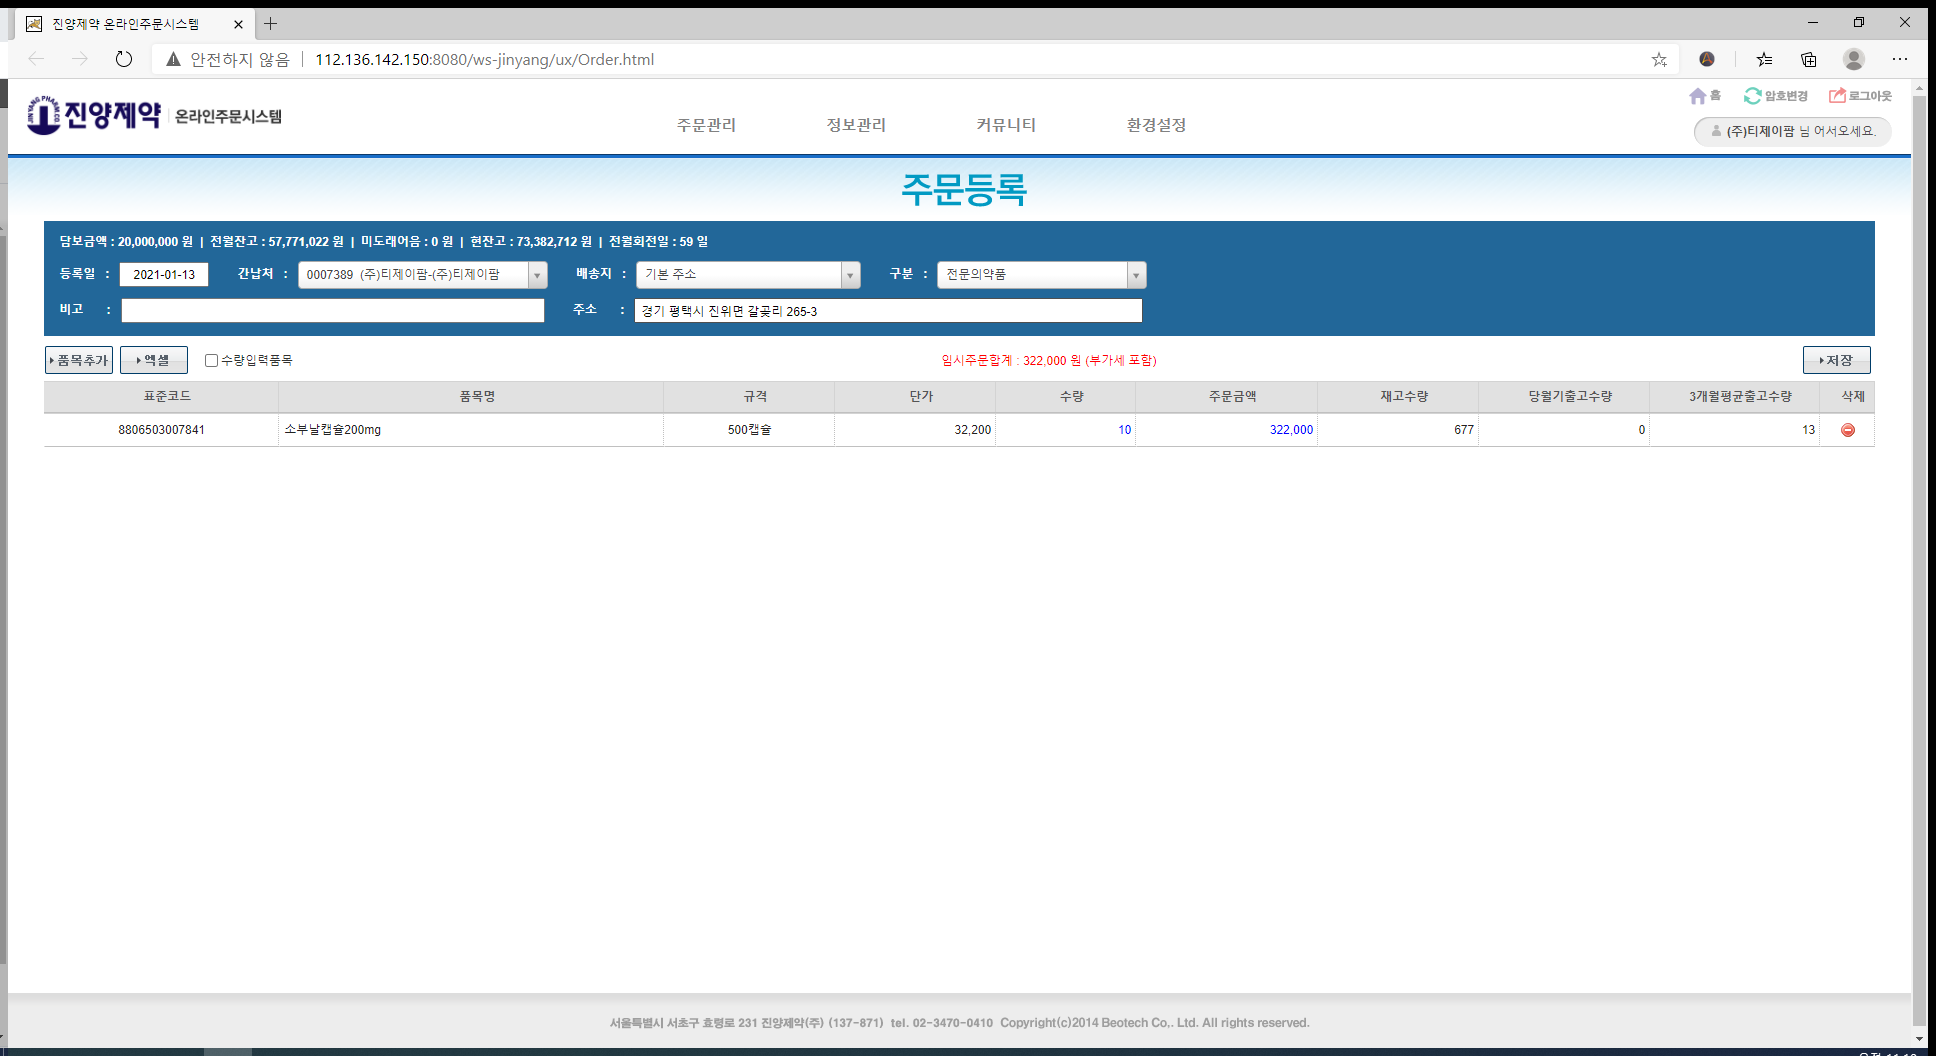 진양제약 온라인주문시스템
안전하지 않음 112.136.142.150:8080/ws-jinyang/ux/Order.html
홈 암호변경 로그아웃
JINYANG PHARM.CO 진양제약 온라인주문시스템
주문관리 정보관리 커뮤니티 환경설정
(주)티제이팜 님 어서오세요.
주문등록
담보금액 : 20,000,000 원 | 전월잔고 : 57,771,022 원 | 미도래어음 : 0 원 | 현잔고 : 73,382,712 원 | 전월회전일 : 59 일
등록일 : 2021-01-13 간납처 : 0007389 (주)티제이팜-(주)티제이팜 배송지 : 기본 주소 구분 : 전문의약품
비고 : 주소 : 경기 평택시 진위면 갈곶리 265-3
품목추가 엑셀 수량입력품목 임시주문합계 : 322,000 원 (부가세 포함) 저장
표준코드 품목명 규격 단가 수량 주문금액 재고수량 당월기출고수량 3개월평균출고수량 삭제
8806503007841 소부날캡슐200mg 500캡슐 32,200 10 322,000 677 0 13
서울특별시 서초구 효령로 231 진양제약(주) (137-871) tel. 02-3470-0410 Copyright(c)2014 Beotech Co,. Ltd. All rights reserved.